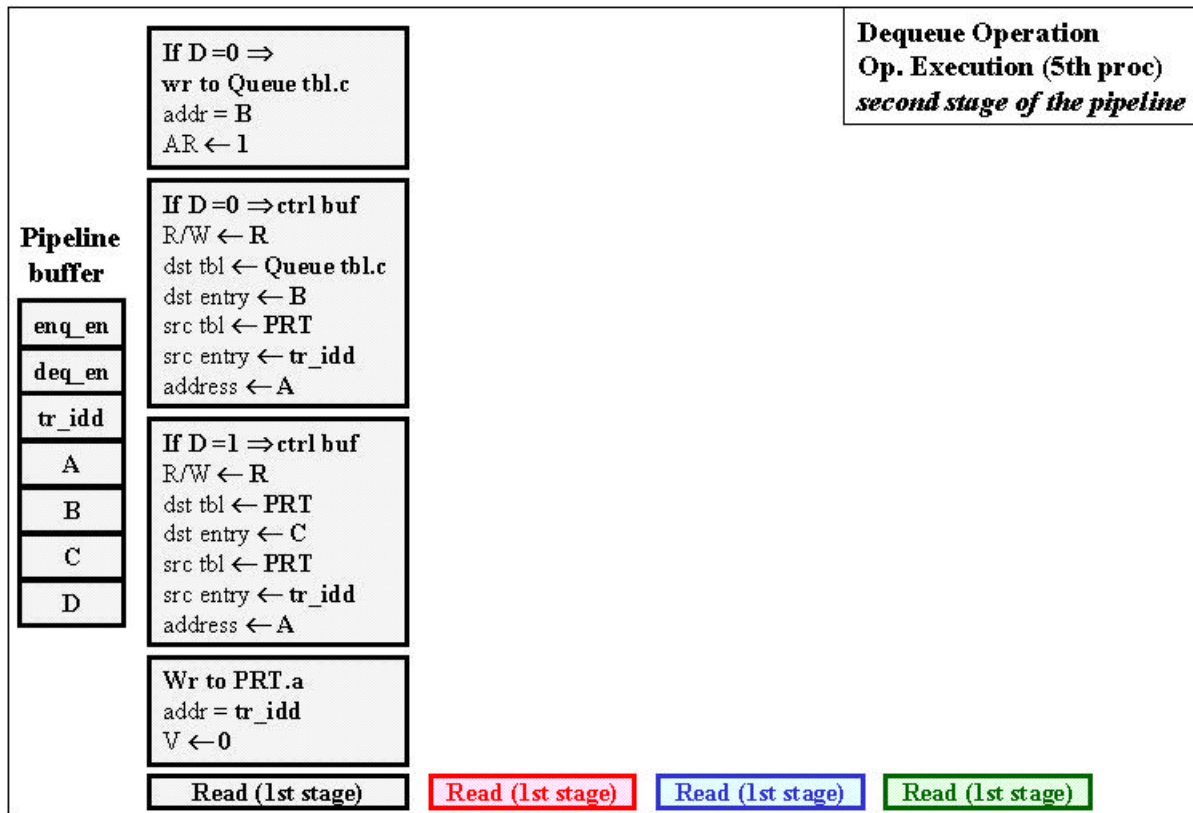 Dequeue Operation
Op. Execution (5th proc)
second stage of the pipeline
If D=0 ⇒
wr to Queue tbl.c
addr = B
AR ← 1
If D=0 ⇒ ctrl buf
R/W ← R
dst tbl ← Queue tbl.c
dst entry ← B
src tbl ← PRT
src entry ← tr_idd
address ← A
If D=1 ⇒ ctrl buf
R/W ← R
dst tbl ← PRT
dst entry ← C
src tbl ← PRT
src entry ← tr_idd
address ← A
Wr to PRT.a
addr = tr_idd
V ← 0
Pipeline
buffer
enq_en
deq_en
tr_idd
A
B
C
D
Read (1st stage)
Read (1st stage)
Read (1st stage)
Read (1st stage)